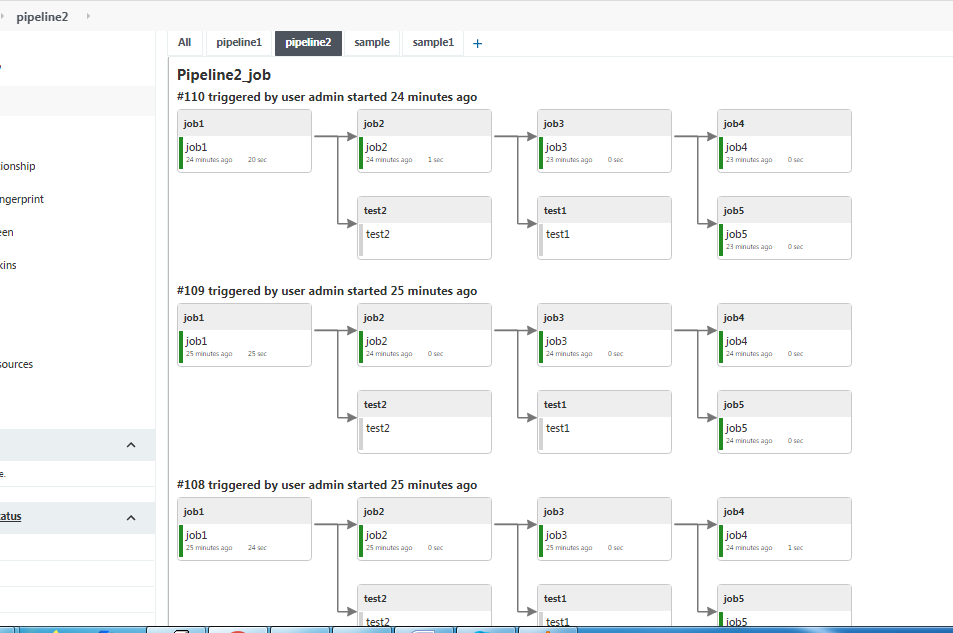 pipeline2
All pipeline1 pipeline2 sample sample1 +
Pipeline2_job
#110 triggered by user admin started 24 minutes ago
job1 job2 job3 job4
job1 job2 job3 job4
24 minutes ago 20 sec 24 minutes ago 1 sec 23 minutes ago 0 sec 23 minutes ago 0 sec
ionship
ngerprint
test2 test1 job5
een
test2 test1 job5
23 minutes ago 0 sec
kins
#109 triggered by user admin started 25 minutes ago
job1 job2 job3 job4
job1 job2 job3 job4
25 minutes ago 25 sec 24 minutes ago 0 sec 24 minutes ago 0 sec 24 minutes ago 0 sec
sources
test2 test1 job5
test2 test1 job5
24 minutes ago 0 sec
e.
#108 triggered by user admin started 25 minutes ago
job1 job2 job3 job4
tatus
job1 job2 job3 job4
25 minutes ago 24 sec 25 minutes ago 0 sec 25 minutes ago 0 sec 24 minutes ago 1 sec
test2 test1 job5
test2 test1 job5